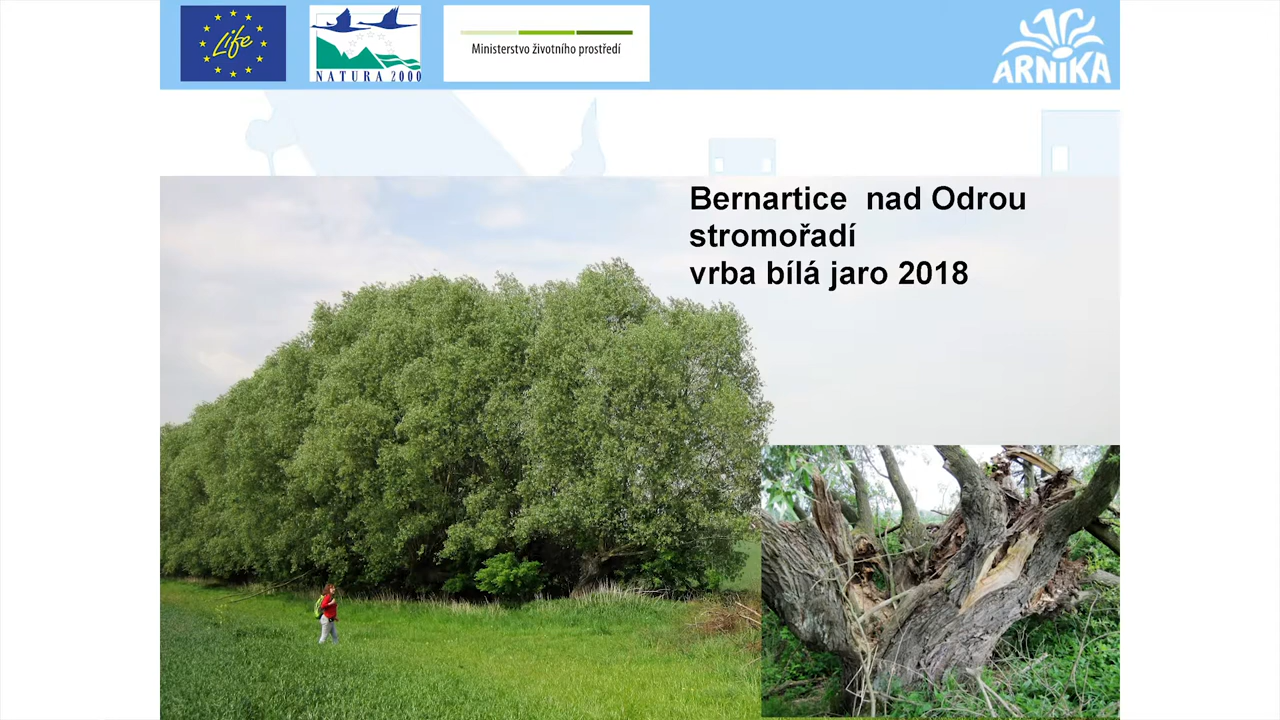 Life
NATURA 2000
Ministerstvo životního prostředí
ARNIKA
Bernartice nad Odrou
stromořadí
vrba bílá jaro 2018